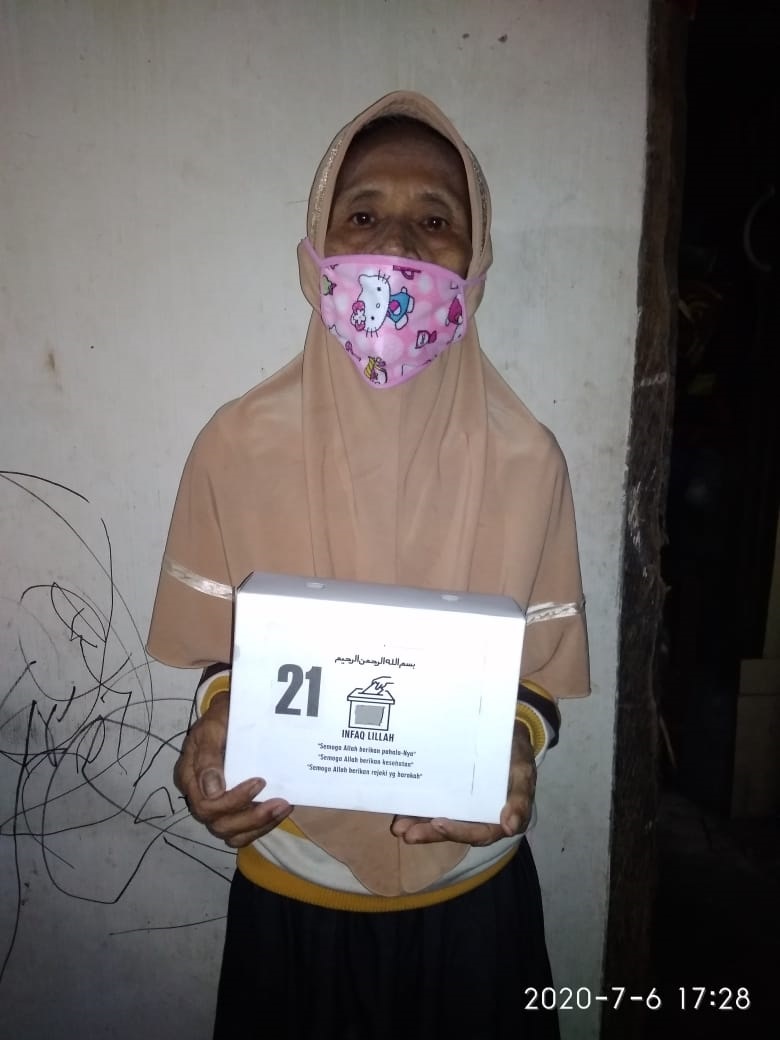 بسم الله الرحمن الرحيم
21
INFAQ LILLAH
"Semoga Allah berikan pahala-Nya"
"Semoga Allah berikan kesehatan"
"Semoga Allah berikan rejeki yg barokah"
2020-7-6 17:28